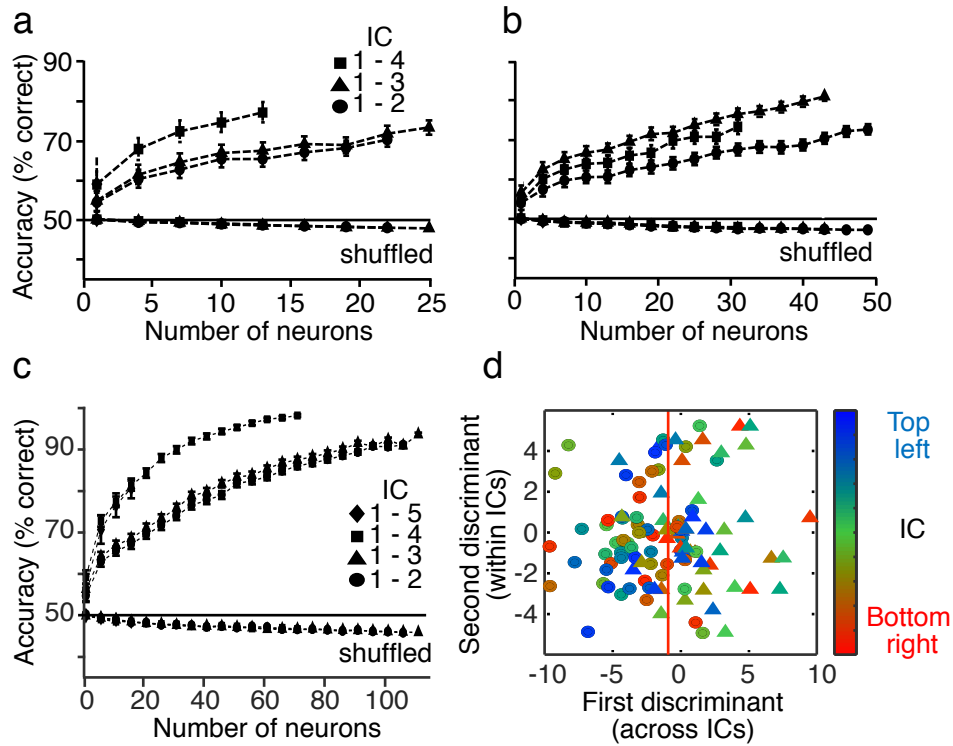 a
Accuracy (% correct)
90
70
50
IC
1 - 4
1 - 3
1 - 2
shuffled
0
5
10
15
20
25
Number of neurons
b
shuffled
0
10
20
30
40
50
Number of neurons
c
Accuracy (% correct)
90
70
50
IC
1 - 5
1 - 4
1 - 3
1 - 2
shuffled
0
20
40
60
80
100
Number of neurons
d
Second discriminant
(within ICs)
4
2
0
-2
-4
-10
-5
0
5
10
First discriminant
(across ICs)
Top
left
IC
Bottom
right